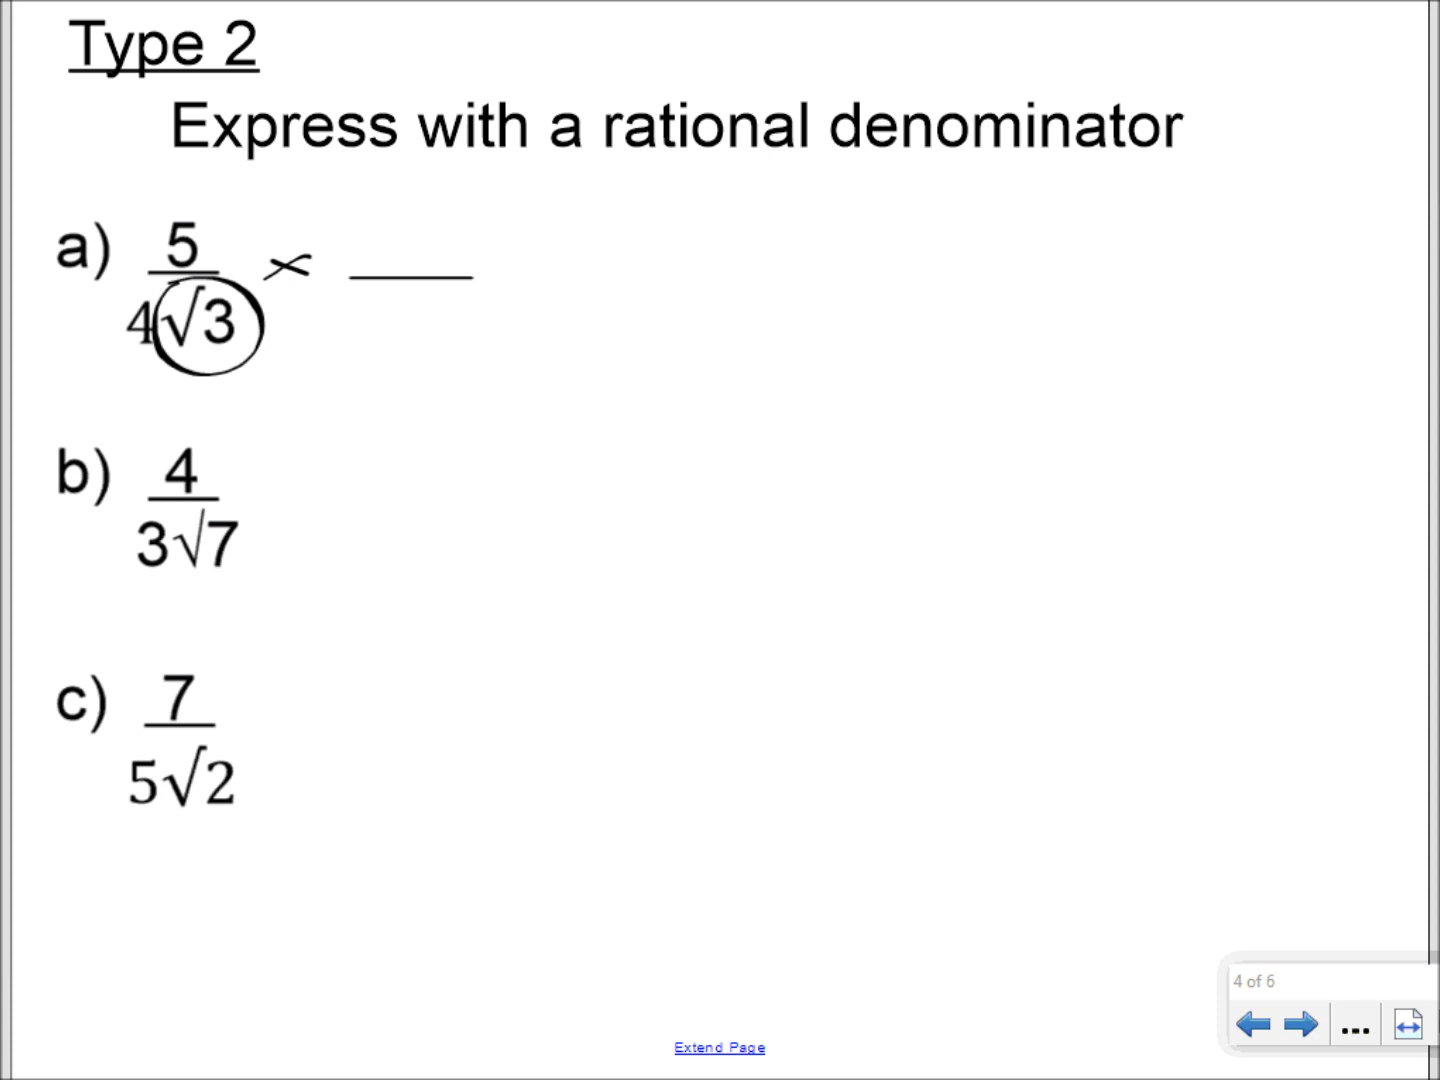 Type 2
Express with a rational denominator
a) 5
4√3
×
b) 4
3√7
c) 7
5√2
4 of 6
...
Extend Page